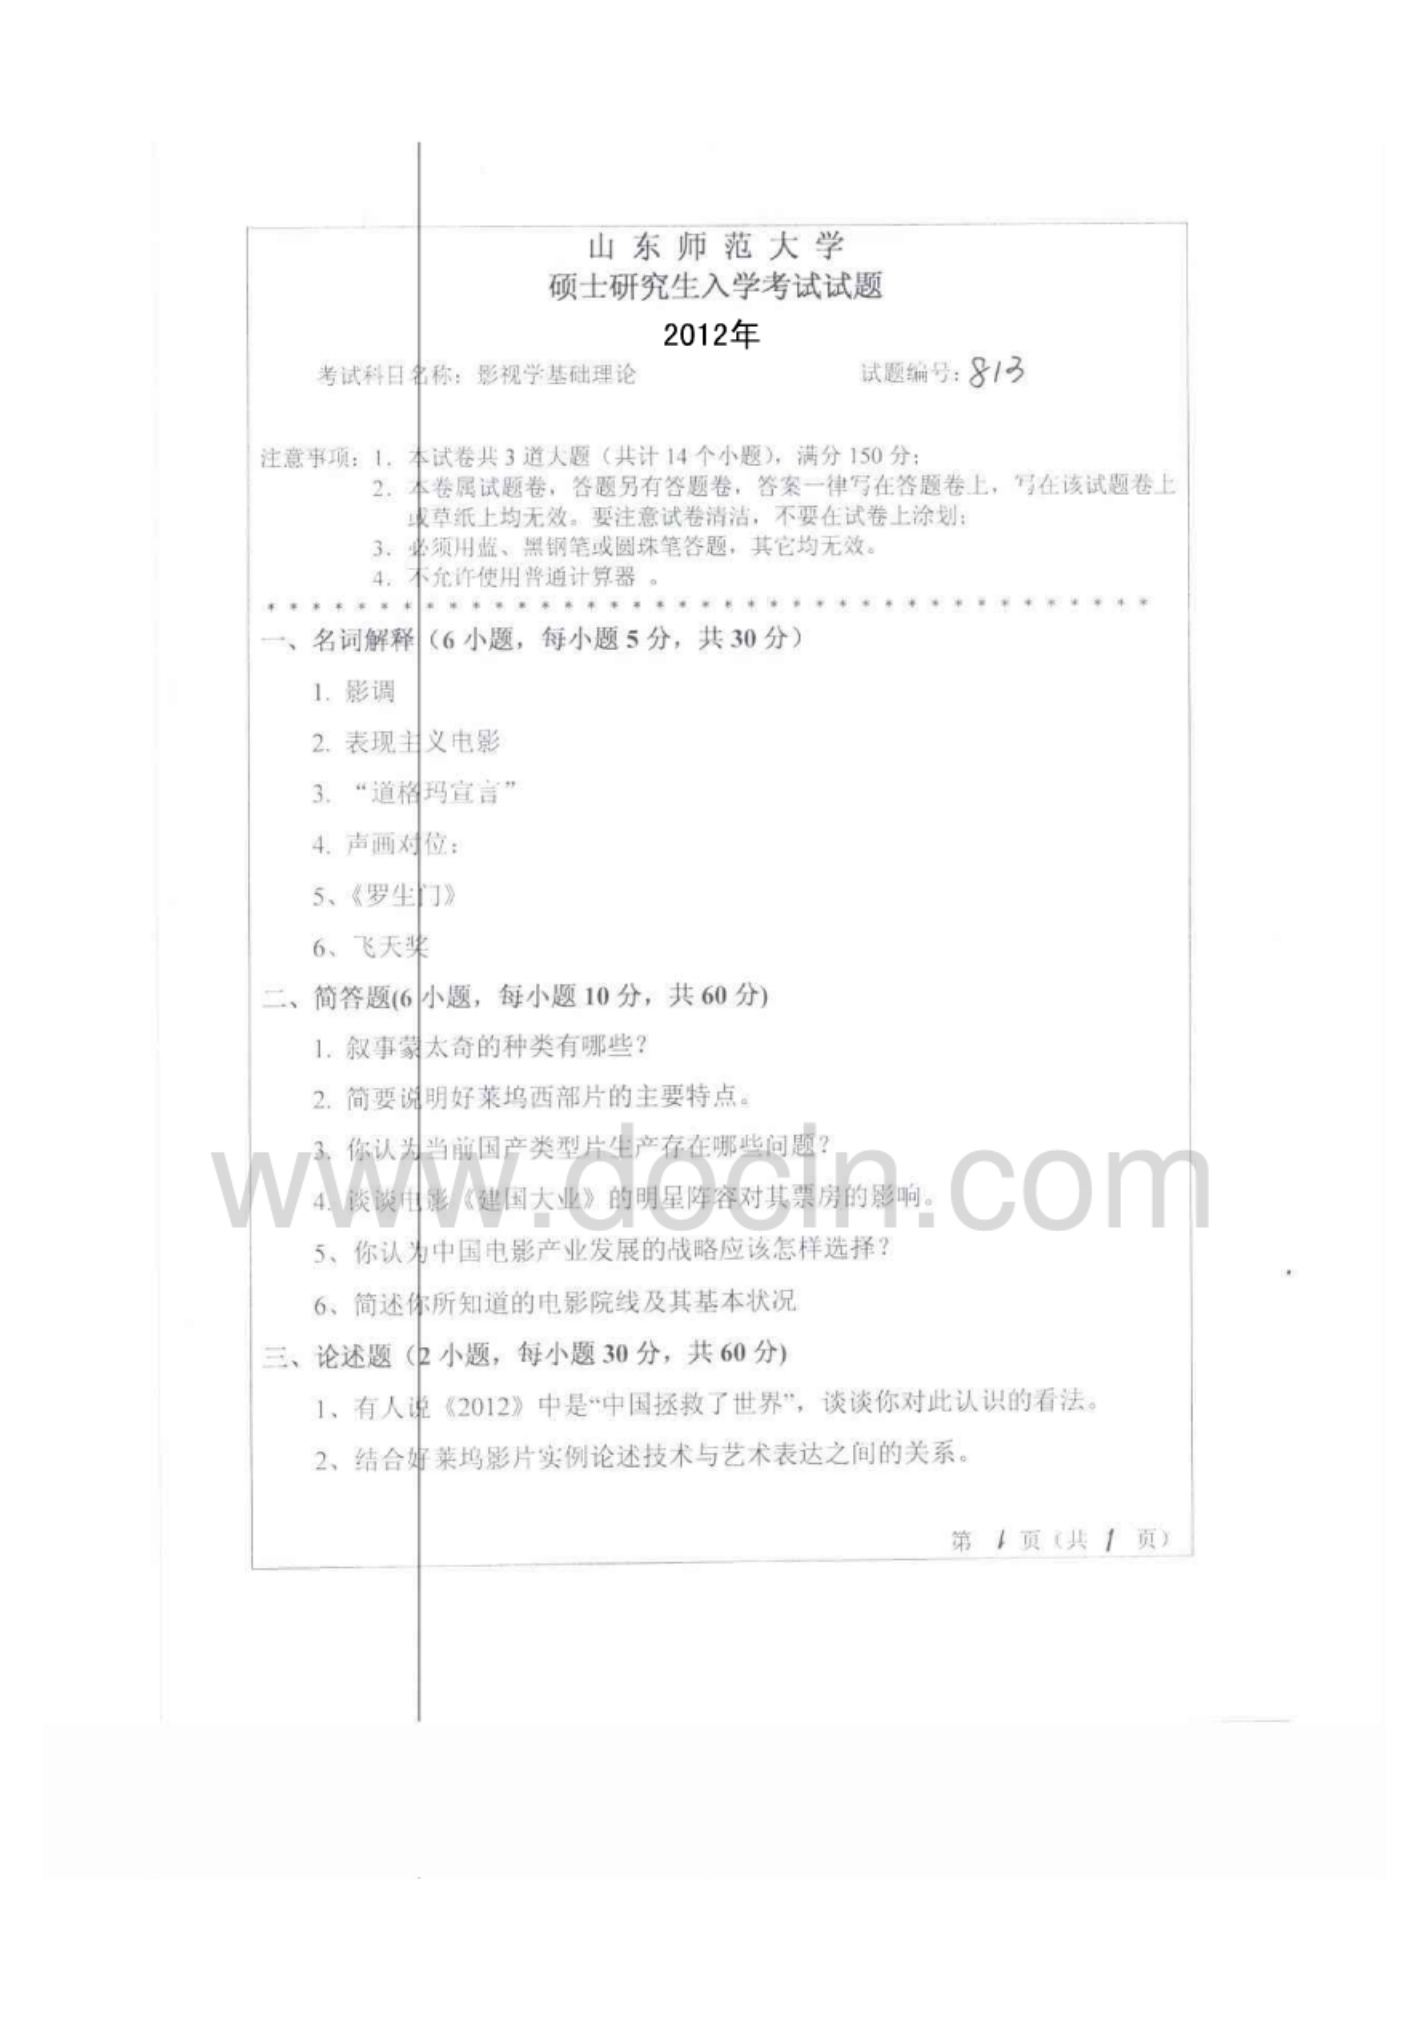 山东师范大学
硕士研究生入学考试试题
2012年
考试科目名称：影视学基础理论 试题编号：813
注意事项：1．本试卷共3道大题（共计14个小题），满分150分；
2．本卷属试题卷，答题另有答题卷，答案一律写在答题卷上，写在该试题卷上
或草纸上均无效。要注意试卷清洁，不要在试卷上涂划；
3．必须用蓝、黑钢笔或圆珠笔答题，其它均无效。
4．不允许使用普通计算器 。
* * * * * * * * * * * * * * * * * * * * * * * * * * * * * * * * * * * * * * *
一、名词解释（6小题，每小题5分，共30分）
1. 影调
2. 表现主义电影
3. “道格玛宣言”
4. 声画对位：
5、《罗生门》
6、飞天奖
二、简答题(6小题，每小题10分，共60分)
1. 叙事蒙太奇的种类有哪些？
2. 简要说明好莱坞西部片的主要特点。
3. 你认为当前国产类型片生产存在哪些问题？
4. 谈谈电影《建国大业》的明星阵容对其票房的影响。
www.docin.com
5、你认为中国电影产业发展的战略应该怎样选择？
6、简述你所知道的电影院线及其基本状况
三、论述题（2小题，每小题30分，共60分)
1、有人说《2012》中是“中国拯救了世界”，谈谈你对此认识的看法。
2、结合好莱坞影片实例论述技术与艺术表达之间的关系。
第 1 页（共 1 页）